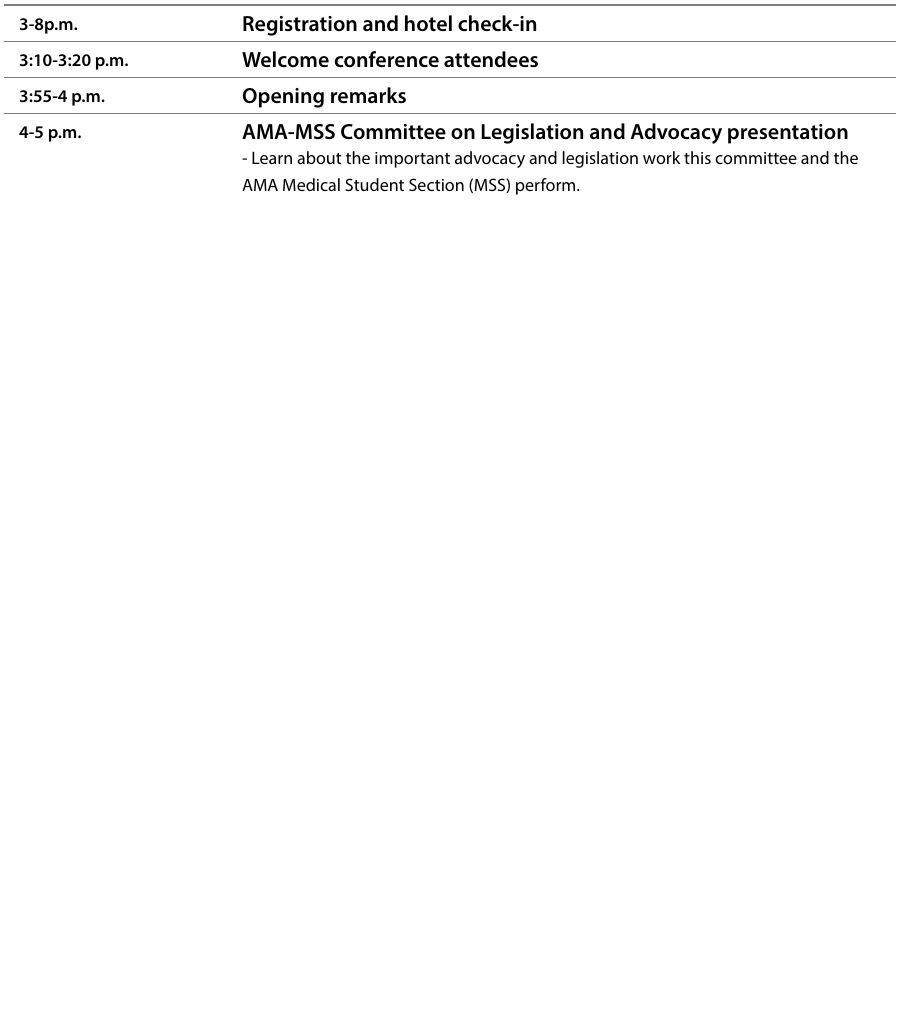 3-8p.m. Registration and hotel check-in
3:10-3:20 p.m. Welcome conference attendees
3:55-4 p.m. Opening remarks
4-5 p.m. AMA-MSS Committee on Legislation and Advocacy presentation
- Learn about the important advocacy and legislation work this committee and the
AMA Medical Student Section (MSS) perform.